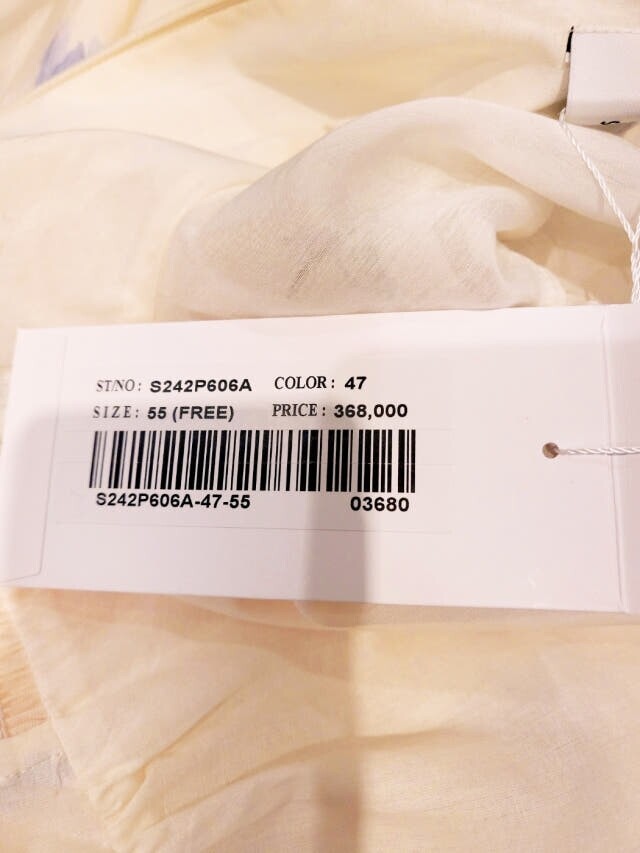 ST/NO: S242P606A COLOR: 47
SIZE: 55 (FREE) PRICE: 368,000
S242P606A-47-55 03680